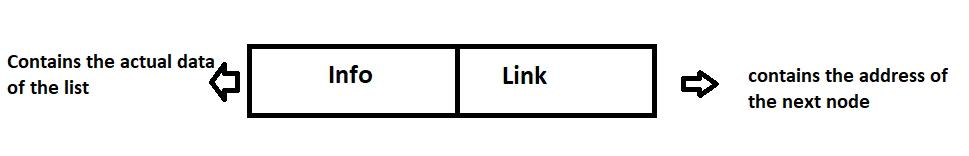 Contains the actual data
of the list
Info
Link
contains the address of
the next node